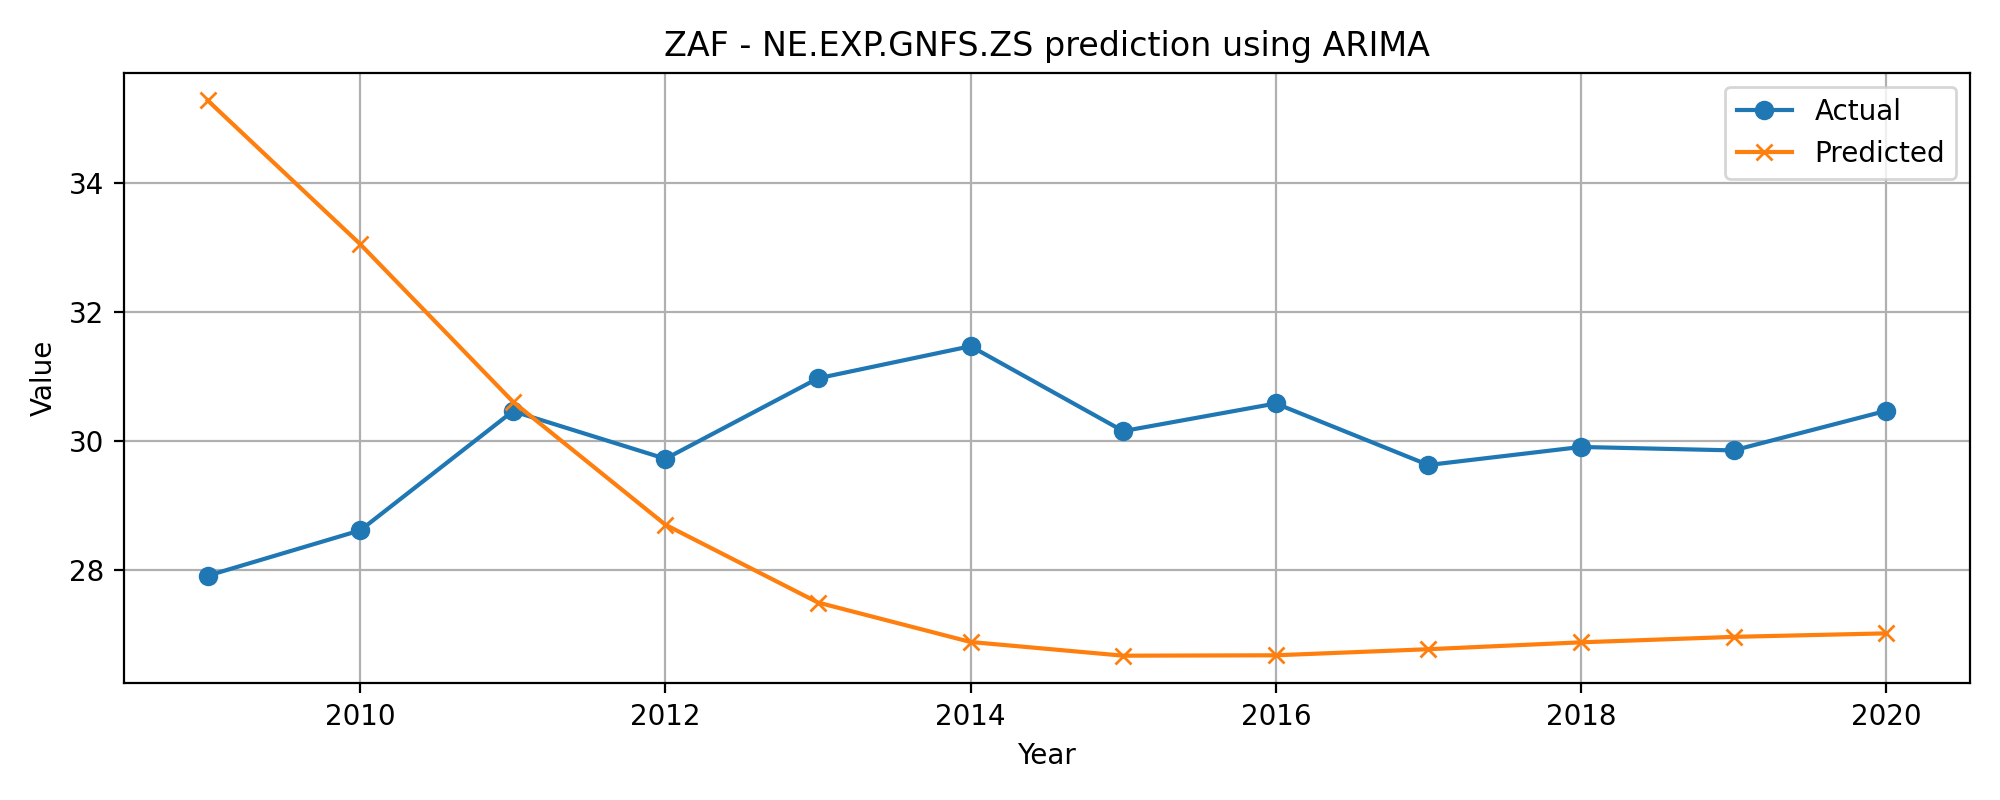 ZAF - NE.EXP.GNFS.ZS prediction using ARIMA
Actual
Predicted
Value
34
32
30
28
2010 2012 2014 2016 2018 2020
Year